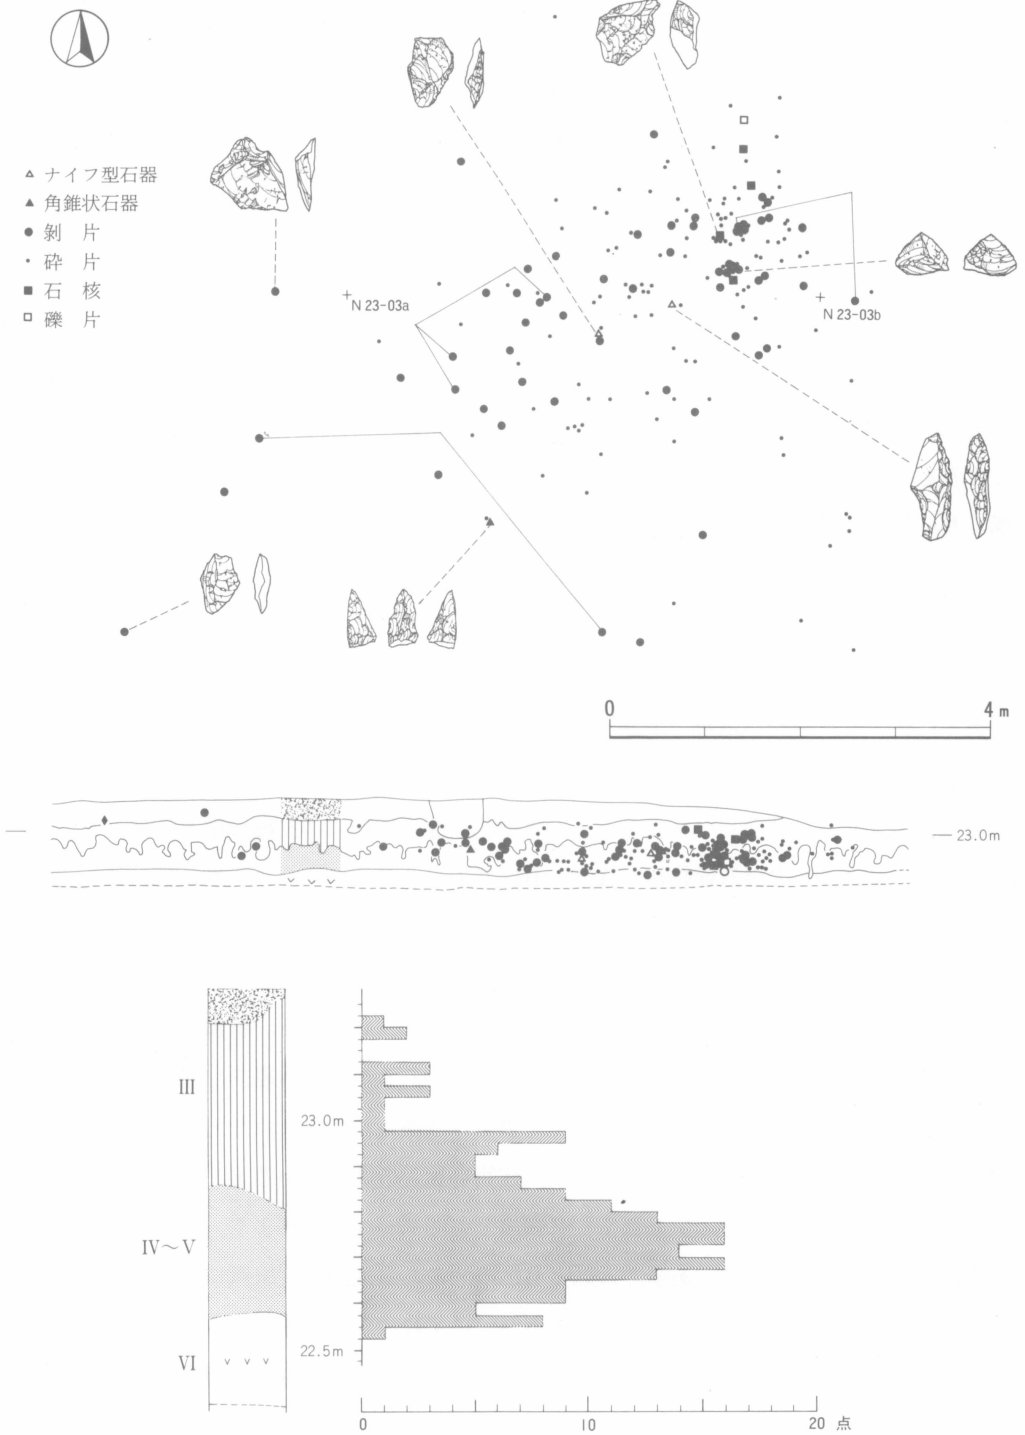 △ ナイフ型石器
▲ 角錐状石器
● 剝 片
• 砕 片
■ 石 核
□ 礫 片
N 23-03a
N 23-03b
0 4 m
23.0m
III
23.0m
IV～V
22.5m
VI
0 10 20 点